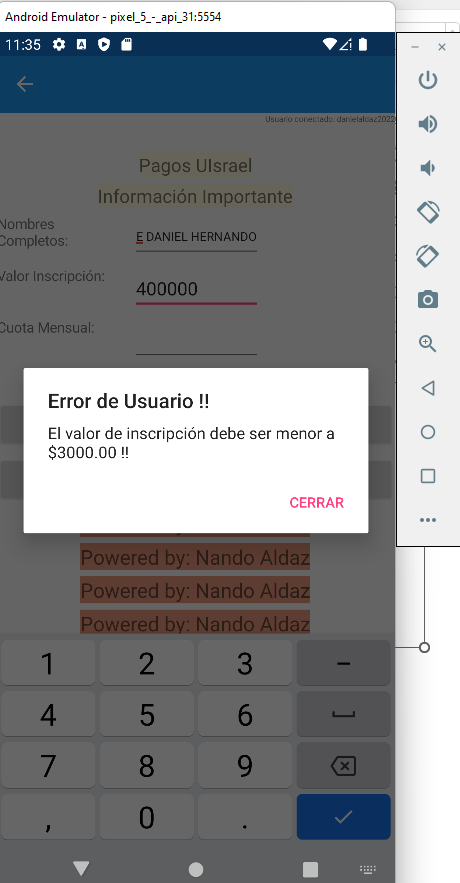 Android Emulator - pixel_5_-_api_31:5554
11:35
Usuario conectado: danielaldaz2022
Pagos UIsrael
Información Importante
Nombres
Completos:
E DANIEL HERNANDO
Valor Inscripción:
400000
Cuota Mensual:
Error de Usuario !!
El valor de inscripción debe ser menor a
$3000.00 !!
CERRAR
Powered by: Nando Aldaz
Powered by: Nando Aldaz
Powered by: Nando Aldaz
1 2 3 −
4 5 6
7 8 9
, 0 .